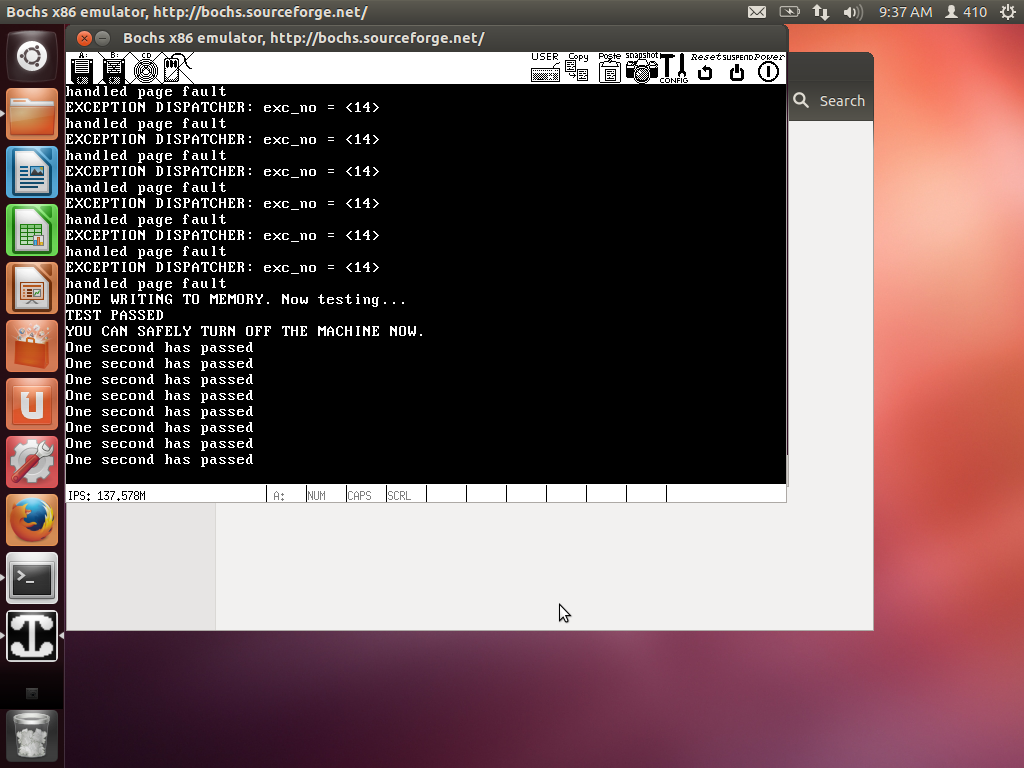 Bochs x86 emulator, http://bochs.sourceforge.net/
9:37 AM
410
Bochs x86 emulator, http://bochs.sourceforge.net/
A:
B:
CD
USER
Copy
Paste
snapshot
CONFIG
Reset
SUSPEND
Power
Search
handled page fault
EXCEPTION DISPATCHER: exc_no = <14>
handled page fault
EXCEPTION DISPATCHER: exc_no = <14>
handled page fault
EXCEPTION DISPATCHER: exc_no = <14>
handled page fault
EXCEPTION DISPATCHER: exc_no = <14>
handled page fault
EXCEPTION DISPATCHER: exc_no = <14>
handled page fault
EXCEPTION DISPATCHER: exc_no = <14>
handled page fault
DONE WRITING TO MEMORY. Now testing...
TEST PASSED
YOU CAN SAFELY TURN OFF THE MACHINE NOW.
One second has passed
One second has passed
One second has passed
One second has passed
One second has passed
One second has passed
One second has passed
One second has passed
IPS: 137.578M
A:
NUM
CAPS
SCRL